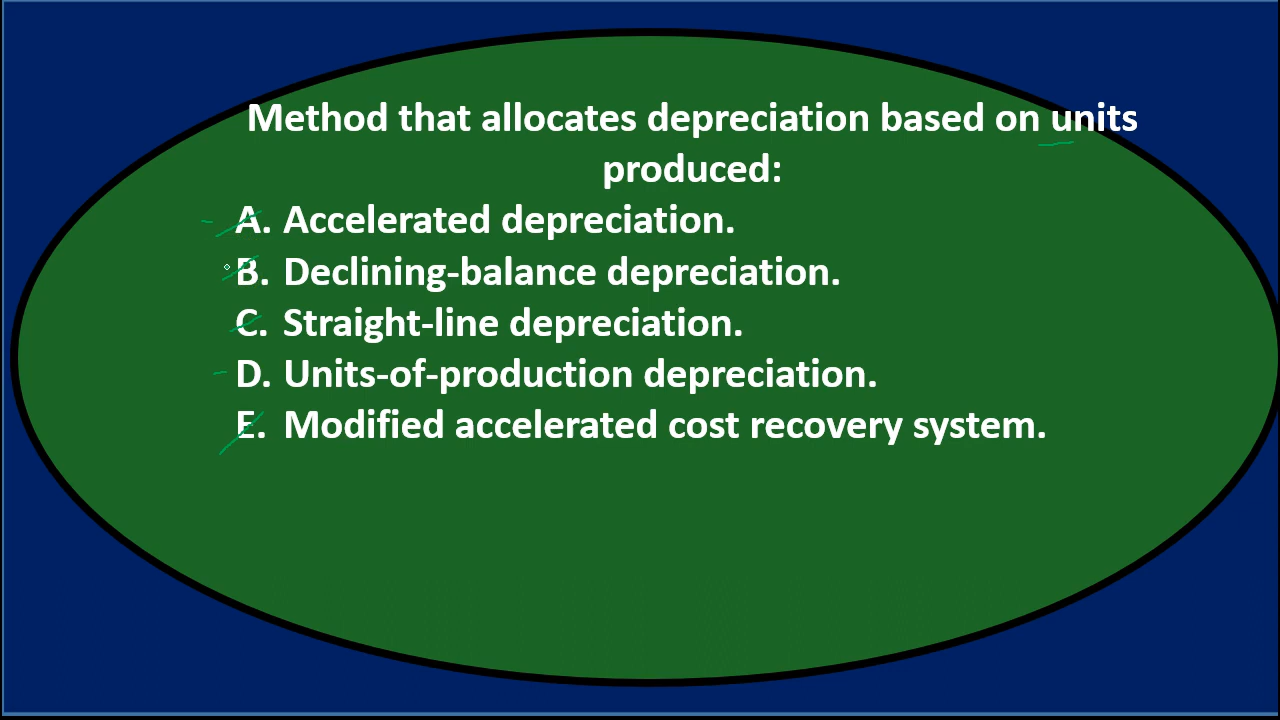 Method that allocates depreciation based on units
produced:
A. Accelerated depreciation.
B. Declining-balance depreciation.
C. Straight-line depreciation.
D. Units-of-production depreciation.
E. Modified accelerated cost recovery system.